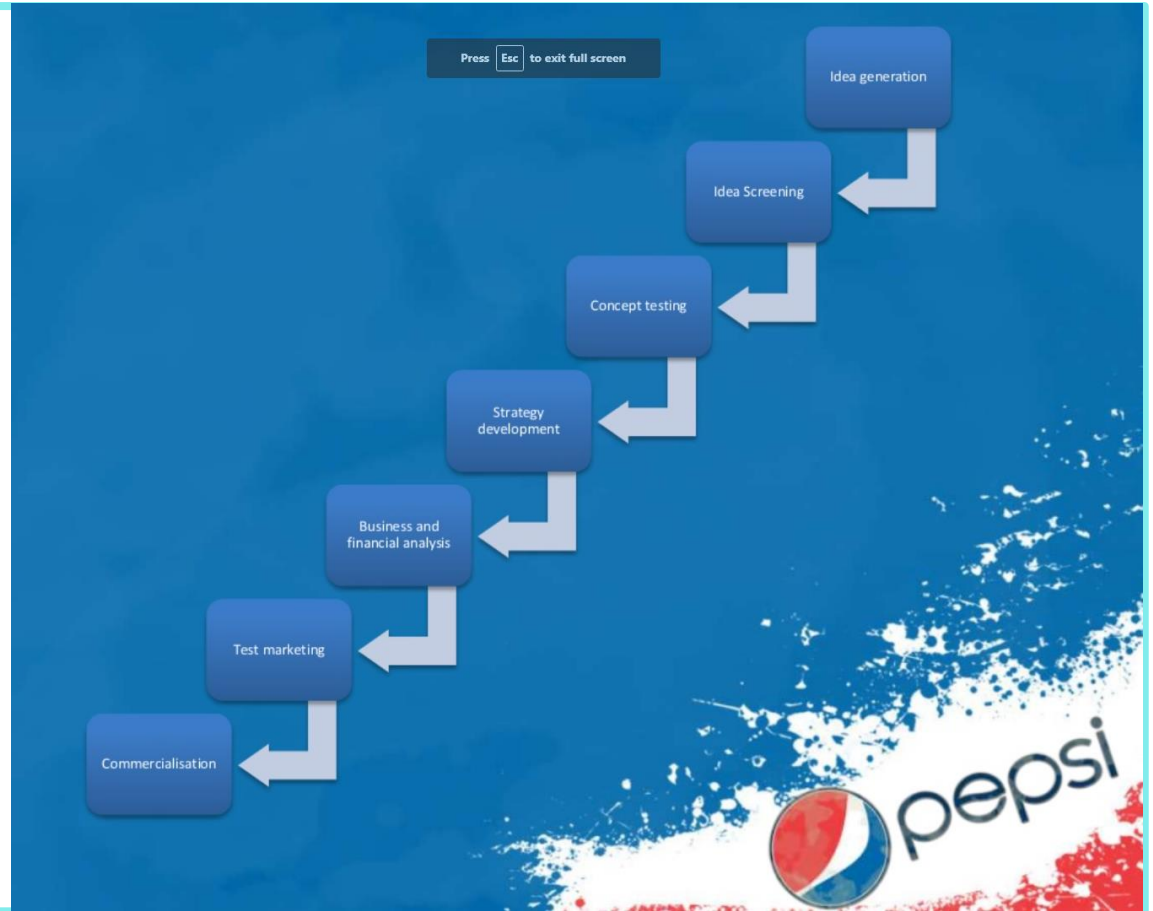 Press Esc to exit full screen
Idea generation
Idea Screening
Concept testing
Strategy
development
Business and
financial analysis
Test marketing
Commercialisation
pepsi